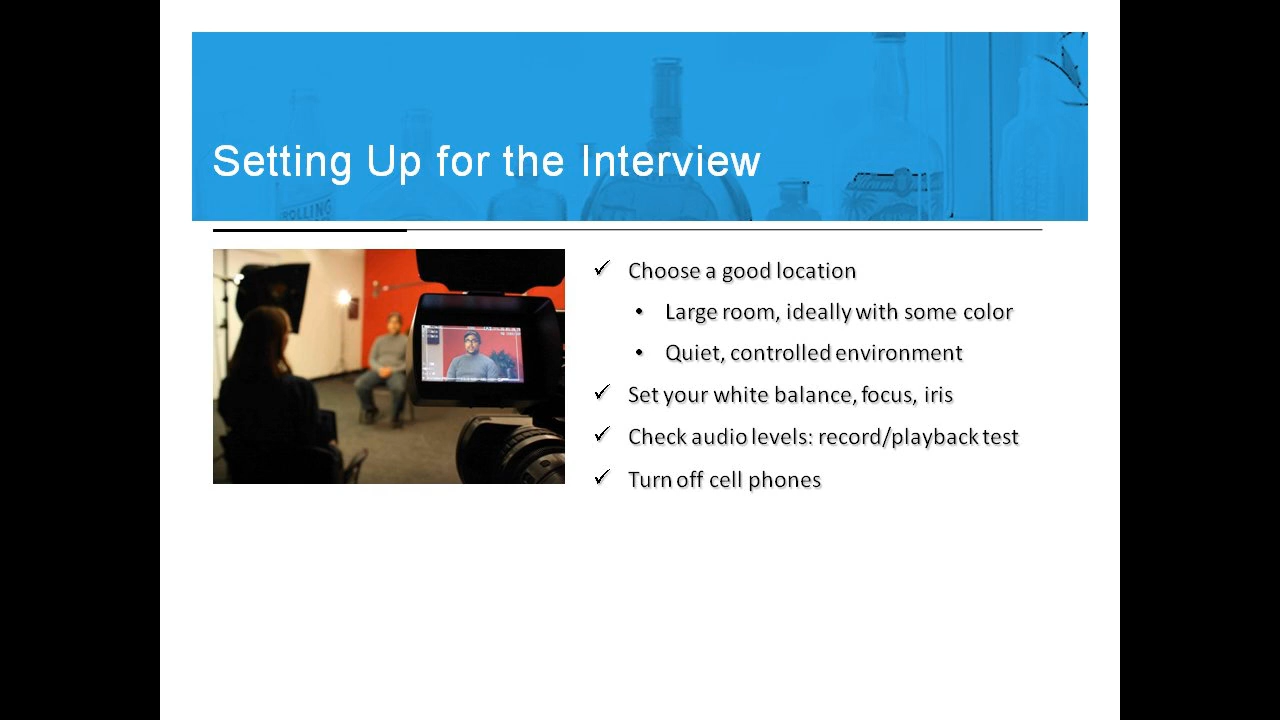 Setting Up for the Interview
ROLLING
✓ Choose a good location
• Large room, ideally with some color
• Quiet, controlled environment
✓ Set your white balance, focus, iris
✓ Check audio levels: record/playback test
✓ Turn off cell phones